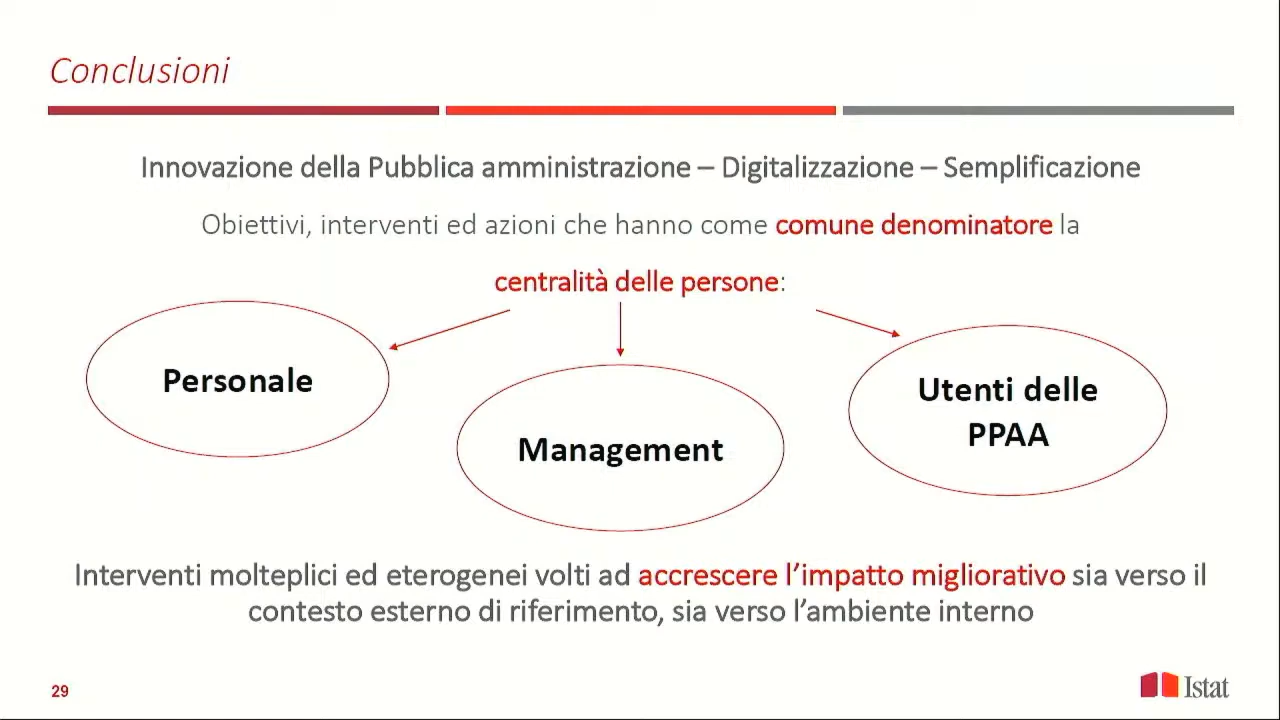 Conclusioni
Innovazione della Pubblica amministrazione – Digitalizzazione – Semplificazione
Obiettivi, interventi ed azioni che hanno come comune denominatore la
centralità delle persone:
Personale
Management
Utenti delle
PPAA
Interventi molteplici ed eterogenei volti ad accrescere l’impatto migliorativo sia verso il
contesto esterno di riferimento, sia verso l’ambiente interno
29
Istat